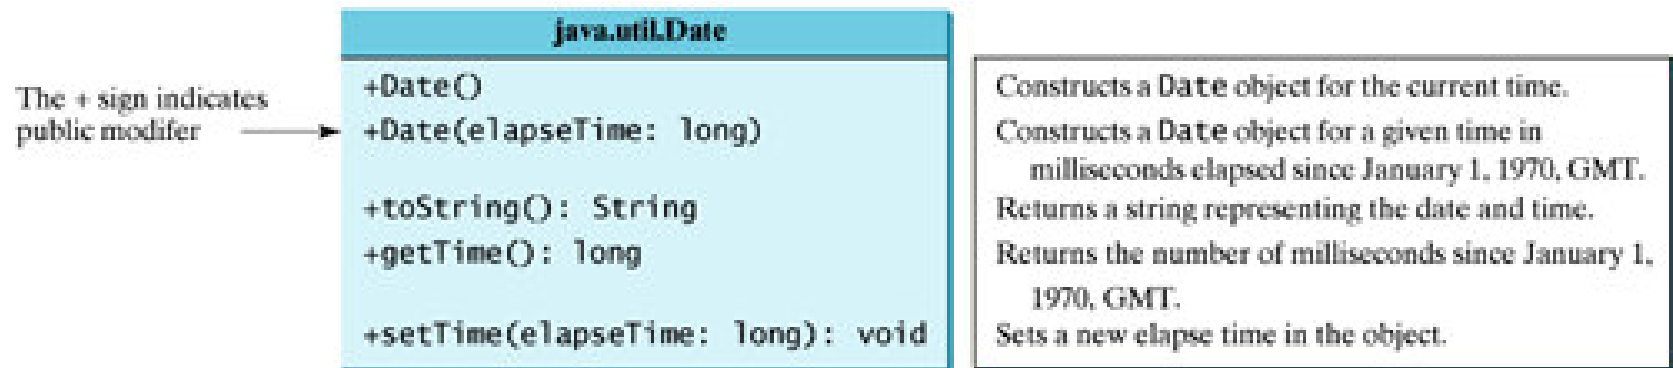 java.util.Date
The + sign indicates
public modifer
+Date()
+Date(elapseTime: long)
+toString(): String
+getTime(): long
+setTime(elapseTime: long): void
Constructs a Date object for the current time.
Constructs a Date object for a given time in
milliseconds elapsed since January 1, 1970, GMT.
Returns a string representing the date and time.
Returns the number of milliseconds since January 1,
1970, GMT.
Sets a new elapse time in the object.